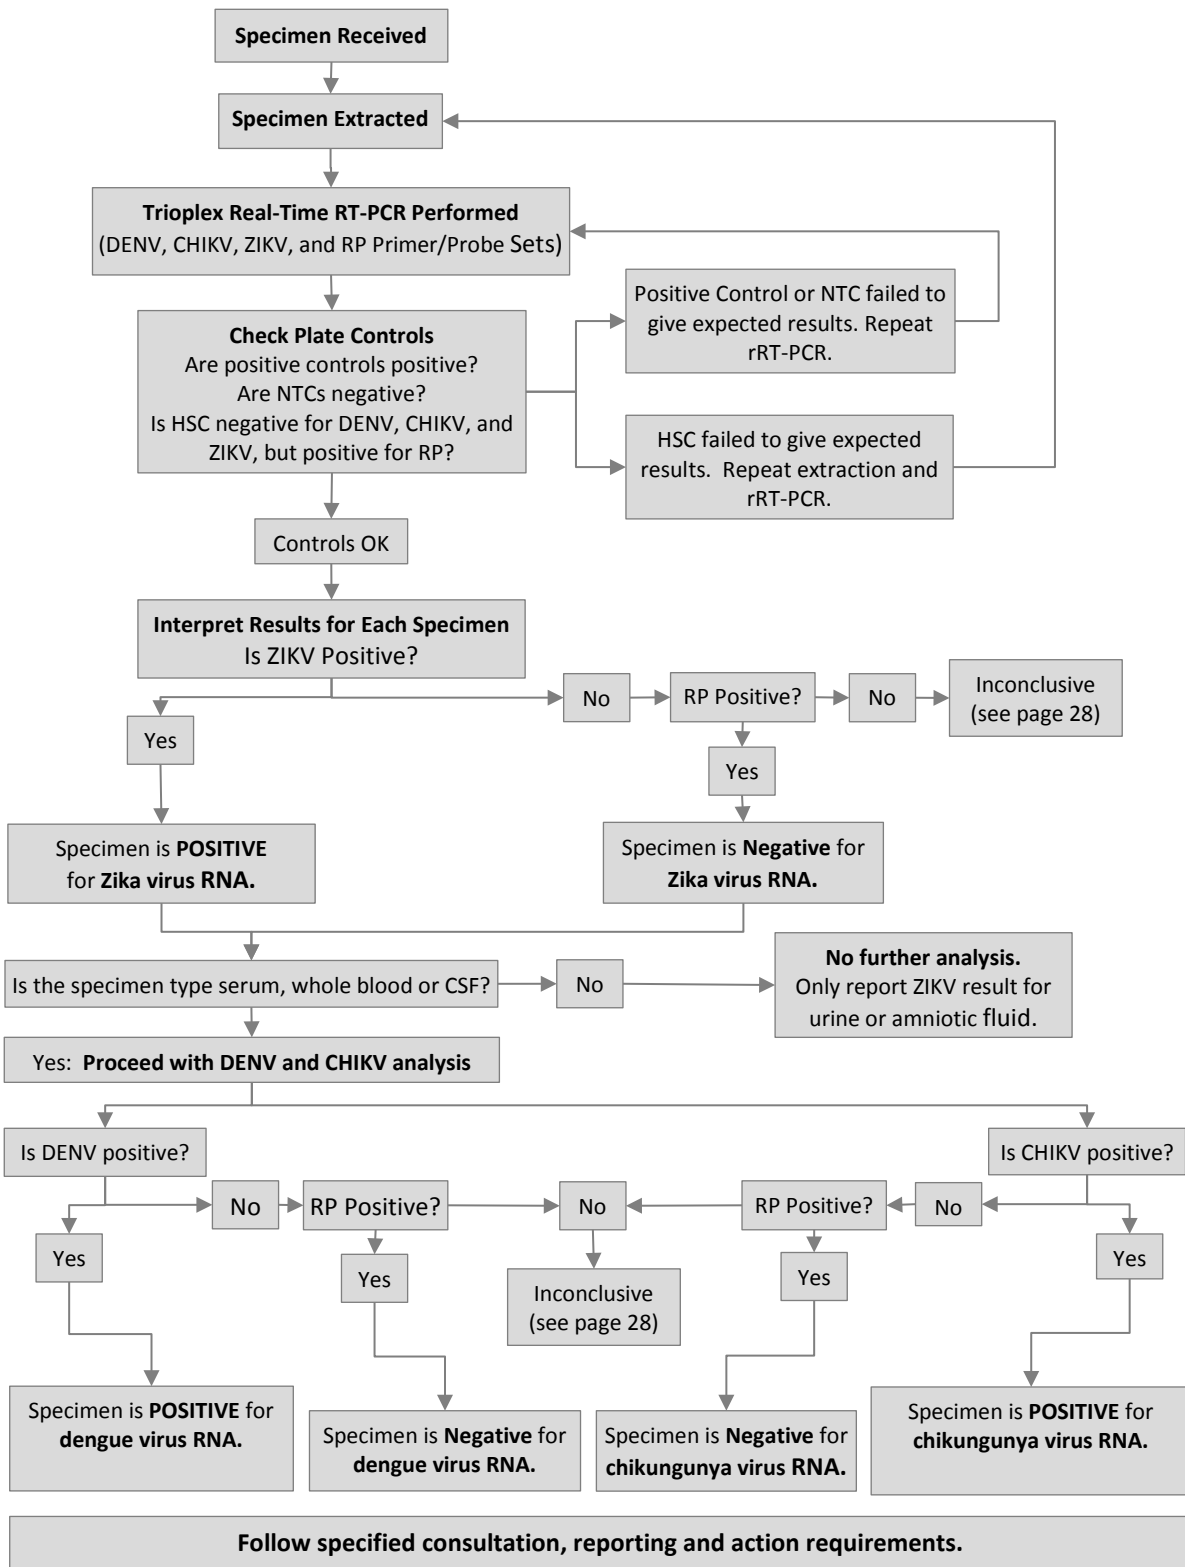 Specimen Received
Specimen Extracted
Trioplex Real-Time RT-PCR Performed
(DENV, CHIKV, ZIKV, and RP Primer/Probe Sets)
Positive Control or NTC failed to
give expected results. Repeat
rRT-PCR.
Check Plate Controls
Are positive controls positive?
Are NTCs negative?
Is HSC negative for DENV, CHIKV, and
ZIKV, but positive for RP?
HSC failed to give expected
results.  Repeat extraction and
rRT-PCR.
Controls OK
Interpret Results for Each Specimen
Is ZIKV Positive?
Yes
No
RP Positive?
No
Inconclusive
(see page 28)
Yes
Specimen is POSITIVE
for Zika virus RNA.
Specimen is Negative for
Zika virus RNA.
Is the specimen type serum, whole blood or CSF?
No
No further analysis.
Only report ZIKV result for
urine or amniotic fluid.
Yes:  Proceed with DENV and CHIKV analysis
Is DENV positive?
Is CHIKV positive?
No
RP Positive?
No
RP Positive?
No
Yes
Yes
Inconclusive
(see page 28)
Yes
Yes
Specimen is POSITIVE for
dengue virus RNA.
Specimen is Negative for
dengue virus RNA.
Specimen is Negative for
chikungunya virus RNA.
Specimen is POSITIVE for
chikungunya virus RNA.
Follow specified consultation, reporting and action requirements.